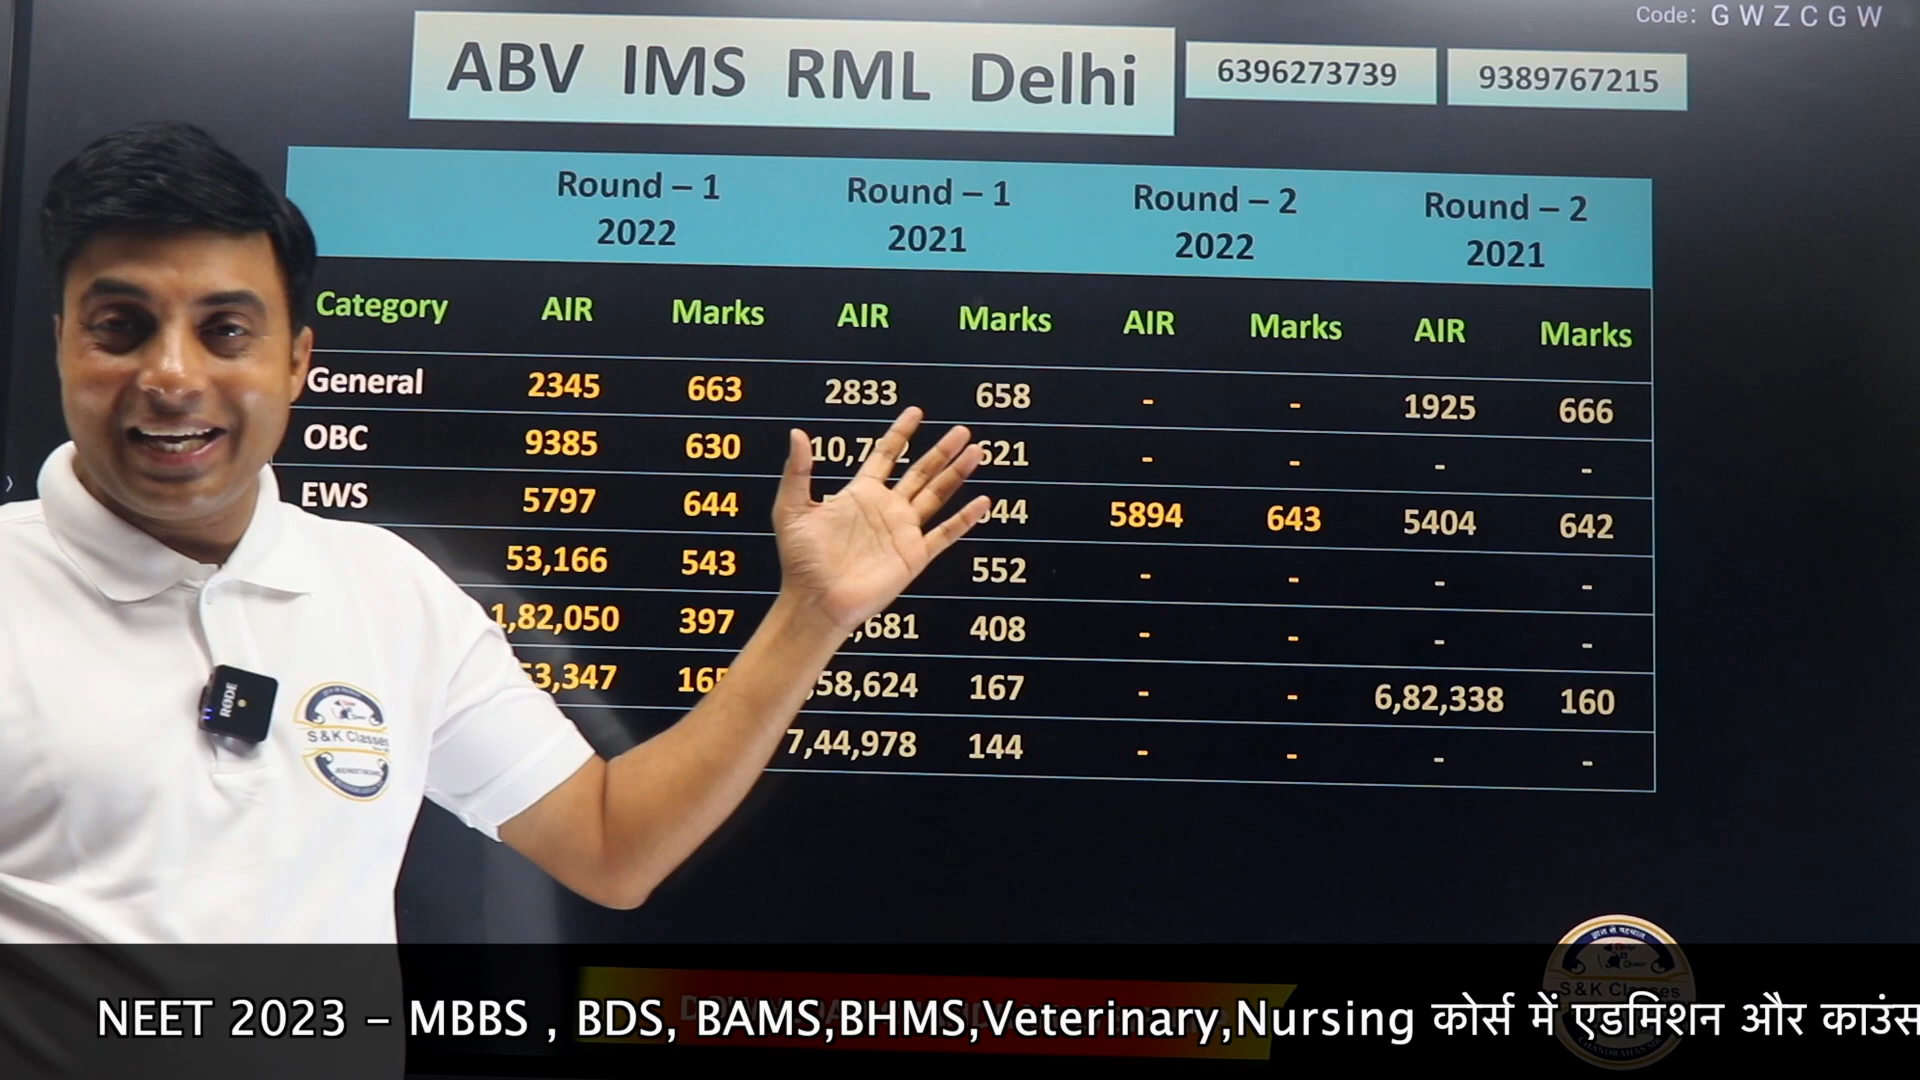 Code: G W Z C G W
ABV IMS RML Delhi
6396273739
9389767215
Round – 1 2022 Round – 1 2021 Round – 2 2022 Round – 2 2021
Category AIR Marks AIR Marks AIR Marks AIR Marks
General 2345 663 2833 658 - - 1925 666
OBC 9385 630 621 - - - -
EWS 5797 644 5894 643 5404 642
53,166 543 552 - - - -
1,82,050 397 408 - - - -
167 - - 6,82,338 160
7,44,978 144 - - - -
RODE
S & K Classes
S & K Classes
NEET 2023 – MBBS , BDS, BAMS,BHMS,Veterinary,Nursing कोर्स में एडमिशन और काउंस